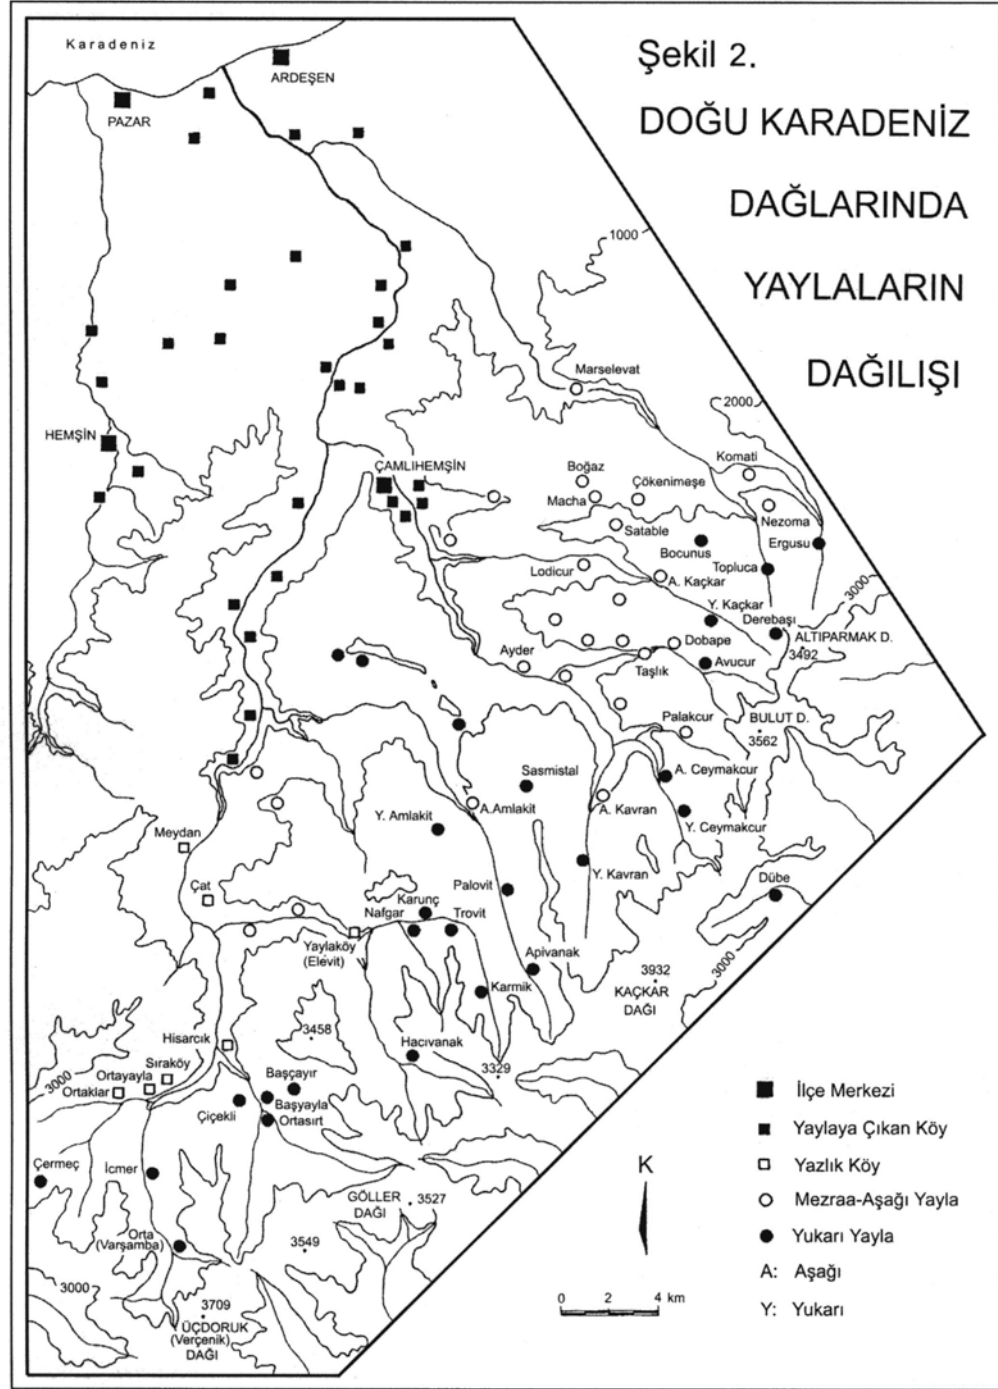 Şekil 2.
DOĞU KARADENİZ
DAĞLARINDA
YAYLALARIN
DAĞILIŞI
Karadeniz
ARDEŞEN
PAZAR
1000
Marselevat
2000
HEMŞİN
ÇAMLIHEMŞİN
Komati
Boğaz
Çökenimeşe
Macha
Nezoma
Satable
Ergusu
Bocunus
Topluca
Lodicur
A. Kaçkar
3000
Y. Kaçkar
Derebaşı
ALTIPARMAK D.
3492
Dobape
Ayder
Taşlık
Avucur
Palakcur
BULUT D.
3562
Sasmistal
A. Ceymakcur
A.Amlakit
A. Kavran
Y. Amlakit
Y. Ceymakcur
Meydan
Y. Kavran
Dübe
Çat
Palovit
Karunç
Nafgar
Trovit
Yaylaköy
(Elevit)
Apivanak
3000
3932
KAÇKAR
DAĞI
Karmik
3458
Hisarcık
Hacıvanak
3329
3000
Sıraköy
Ortayayla
Ortaklar
Başçayır
Başyayla
Çiçekli
Ortasırt
Çermeç
İcmer
GÖLLER
DAĞI
3527
Orta
(Varşamba)
3549
3000
3709
ÜÇDORUK
(Verçenik)
DAĞI
İlçe Merkezi
Yaylaya Çıkan Köy
Yazlık Köy
Mezraa-Aşağı Yayla
Yukarı Yayla
A: Aşağı
Y: Yukarı
K
0 2 4 km